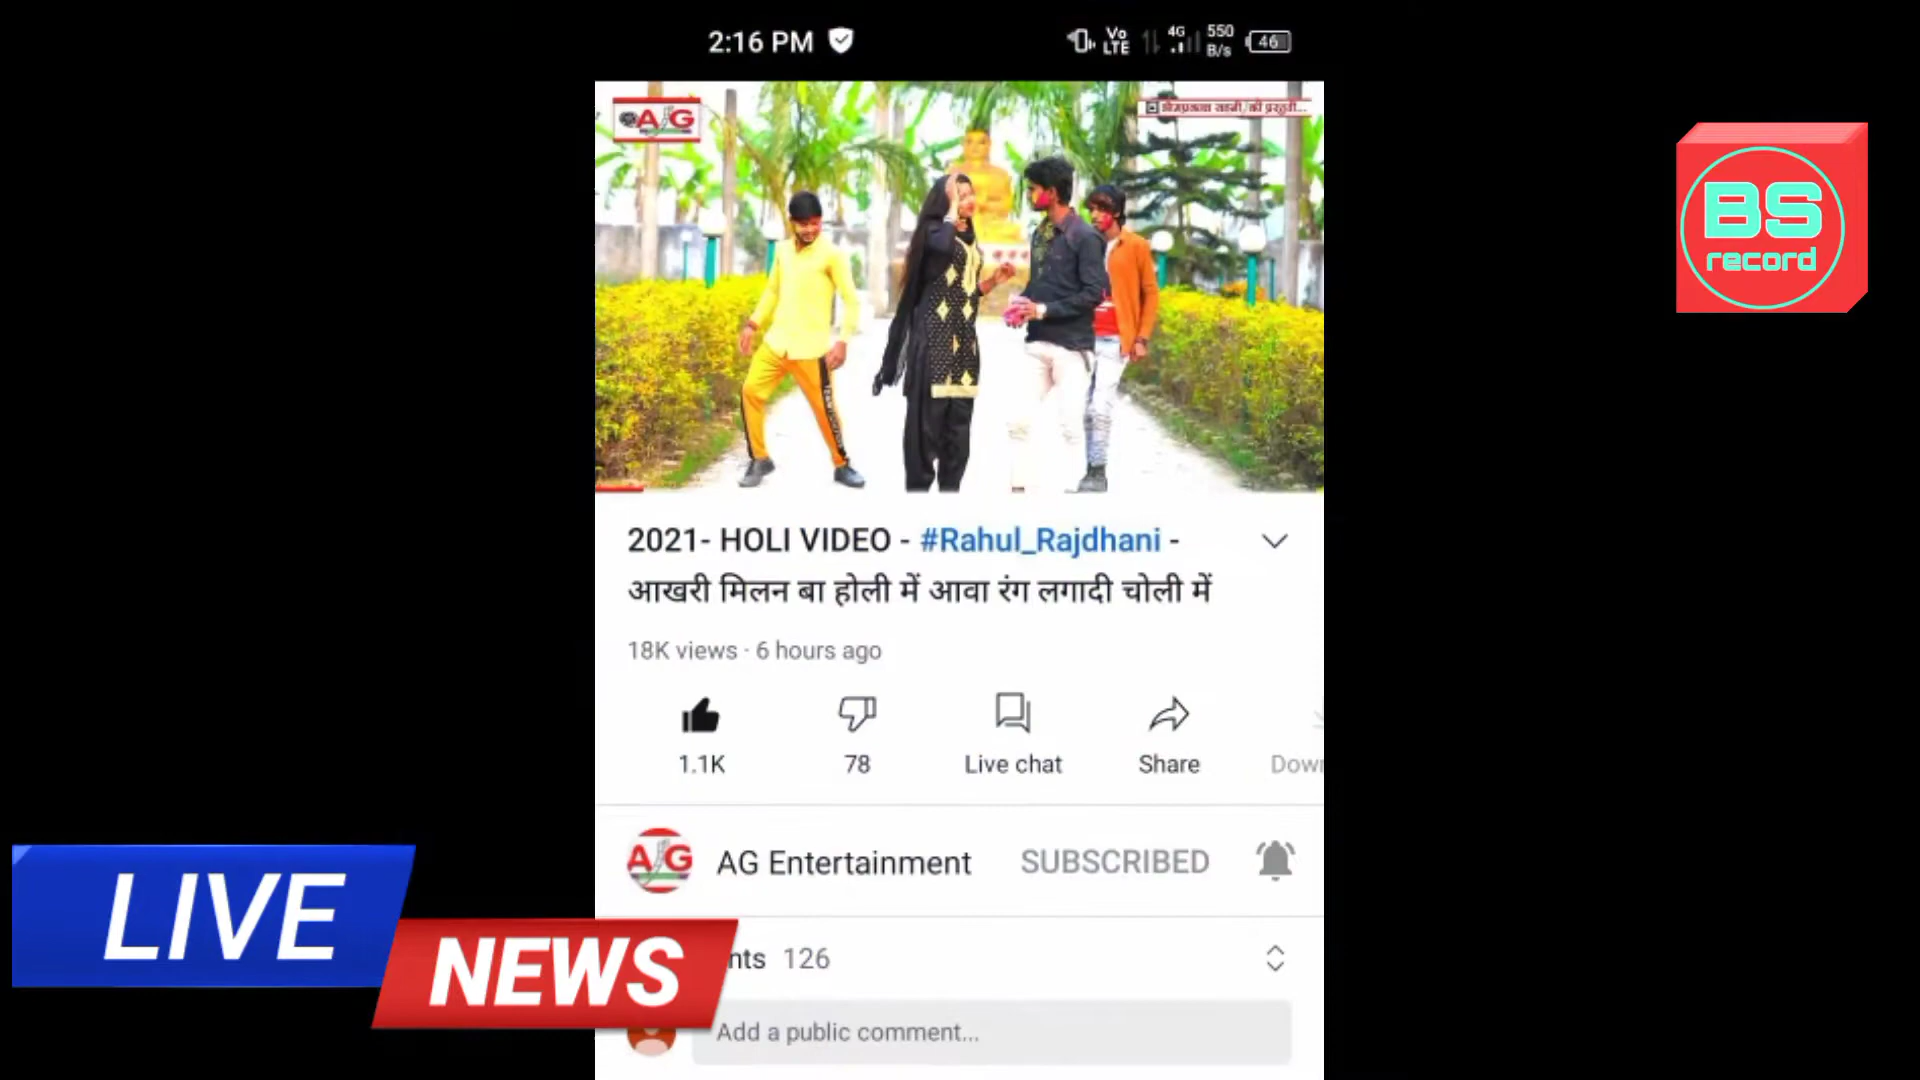 2:16 PM
Vo LTE
4G
550 B/s
46
AG
BS
record
2021- HOLI VIDEO - #Rahul_Rajdhani -
आखरी मिलन बा होली में आवा रंग लगादी चोली में
18K views · 6 hours ago
1.1K
78
Live chat
Share
Down
AG
AG Entertainment
SUBSCRIBED
LIVE
NEWS
nts 126
Add a public comment...